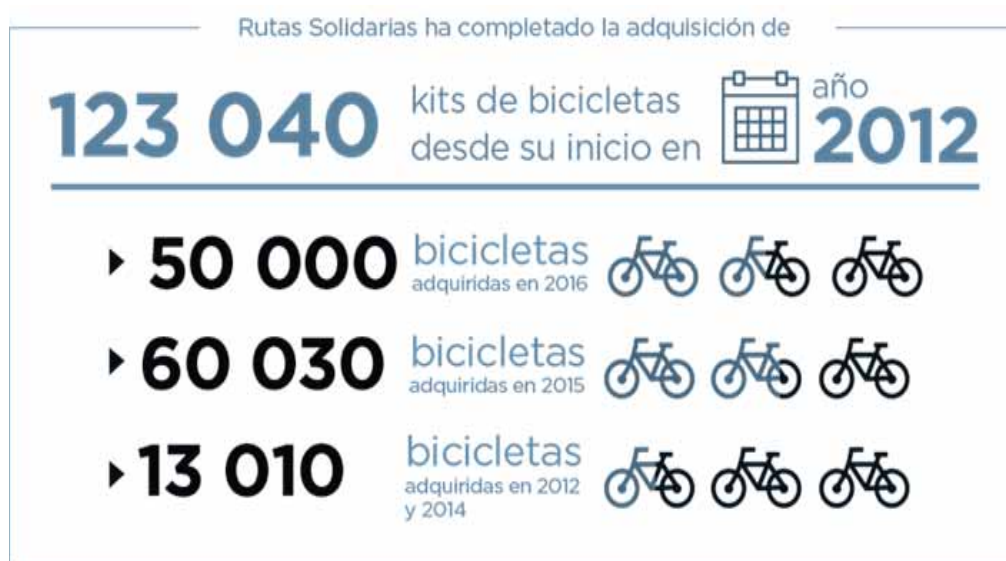 Rutas Solidarias ha completado la adquisición de
123 040 kits de bicicletas desde su inicio en año 2012
50 000 bicicletas
adquiridas en 2016
60 030 bicicletas
adquiridas en 2015
13 010 bicicletas
adquiridas en 2012
y 2014